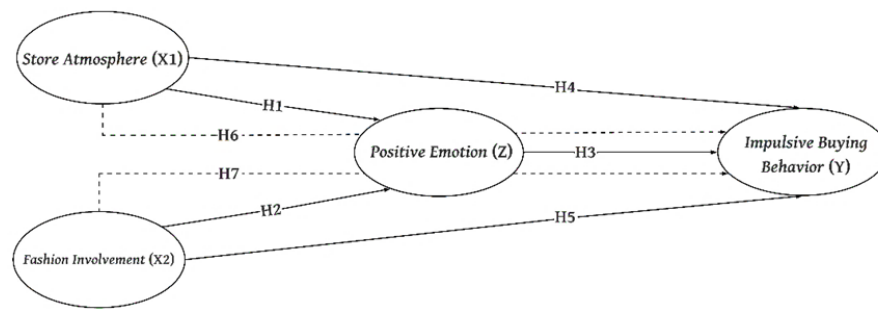 Store Atmosphere (X1)
H4
H1
H6
Positive Emotion (Z)
H3
Impulsive Buying
Behavior (Y)
H7
H2
H5
Fashion Involvement (X2)